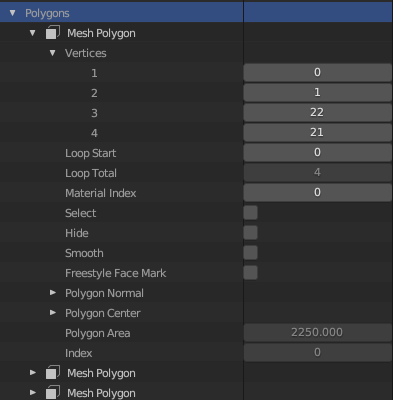 Polygons
Mesh Polygon
Vertices
1 0
2 1
3 22
4 21
Loop Start 0
Loop Total 4
Material Index 0
Select
Hide
Smooth
Freestyle Face Mark
Polygon Normal
Polygon Center
Polygon Area 2250.000
Index 0
Mesh Polygon
Mesh Polygon